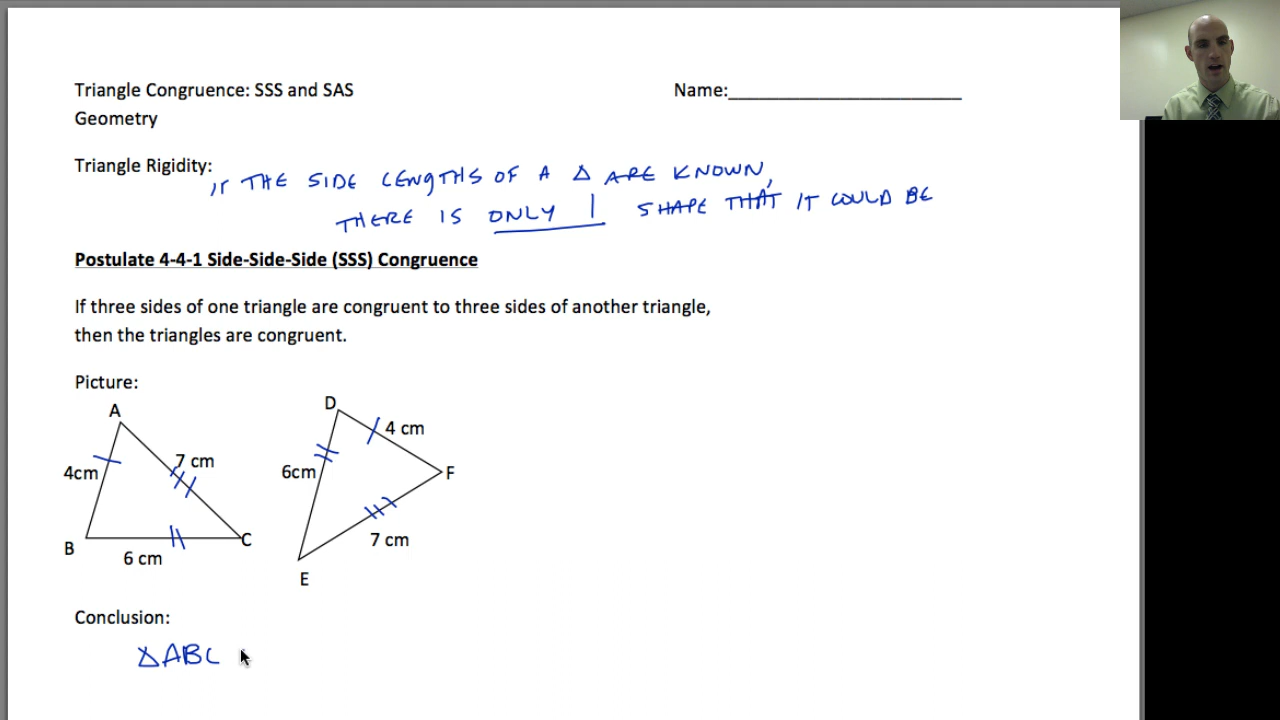 Triangle Congruence: SSS and SAS Name:______________________
Geometry
Triangle Rigidity: IF THE SIDE LENGTHS OF A Δ ARE KNOWN,
THERE IS ONLY 1 SHAPE THAT IT COULD BE
Postulate 4-4-1 Side-Side-Side (SSS) Congruence
If three sides of one triangle are congruent to three sides of another triangle,
then the triangles are congruent.
Picture:
A
D
4 cm
7 cm
4cm
6cm
F
B
C
7 cm
6 cm
E
Conclusion:
ΔABC